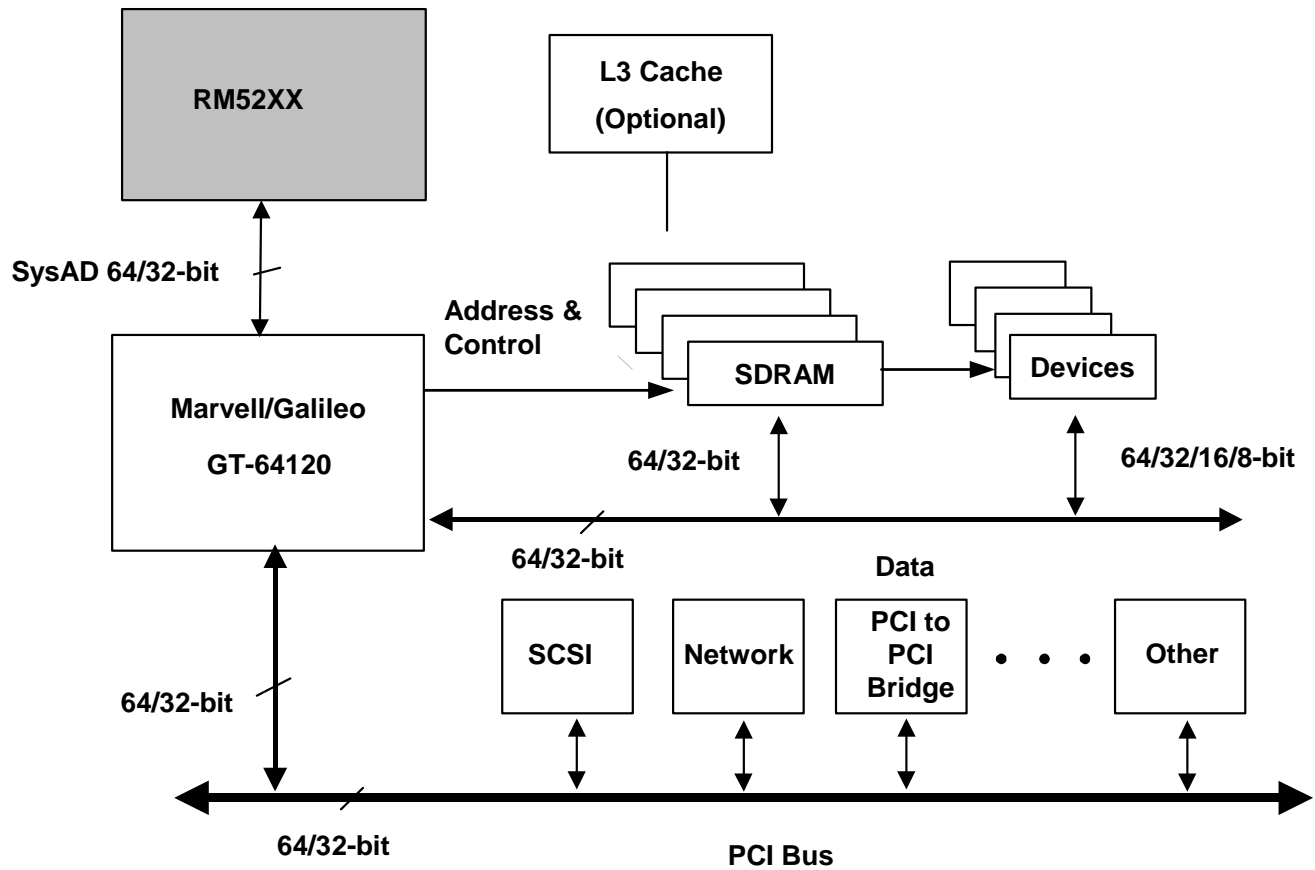 RM52XX
L3 Cache
(Optional)
SysAD 64/32-bit
Address &
Control
SDRAM
Devices
Marvell/Galileo
GT-64120
64/32-bit
64/32/16/8-bit
64/32-bit
Data
SCSI
Network
PCI to
PCI
Bridge
• • •
Other
64/32-bit
64/32-bit
PCI Bus